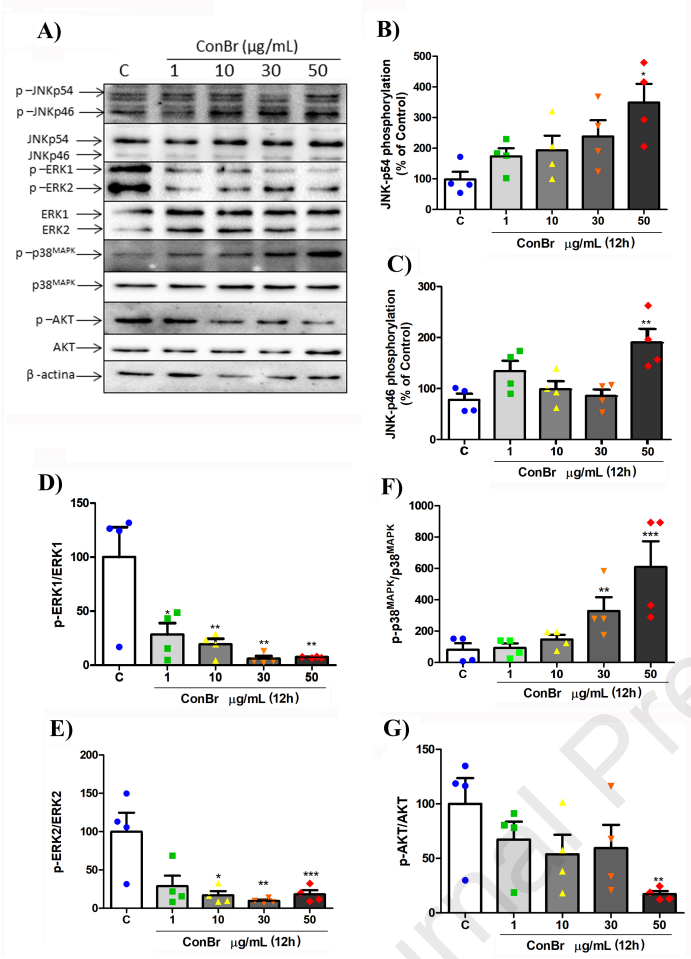 A)
ConBr (µg/mL)
C 1 10 30 50
p –JNKp54
p –JNKp46
JNKp54
JNKp46
p –ERK1
p –ERK2
ERK1
ERK2
p –p38MAPK
p38MAPK
p –AKT
AKT
β -actina
B)
JNK-p54 phosphorylation
(% of Control)
500
400
300
200
100
0
*
C 1 10 30 50
ConBr µg/mL (12h)
C)
JNK-p46 phosphorylation
(% of Control)
300
200
100
0
**
C 1 10 30 50
ConBr µg/mL (12h)
D)
p-ERK1/ERK1
150
100
50
0
* ** ** **
C 1 10 30 50
ConBr µg/mL (12h)
F)
p-p38MAPK/p38MAPK
1000
800
600
400
200
0
** ***
C 1 10 30 50
ConBr µg/mL (12h)
E)
p-ERK2/ERK2
200
150
100
50
0
* ** ***
C 1 10 30 50
ConBr µg/mL (12h)
G)
p-AKT/AKT
150
100
50
0
**
C 1 10 30 50
ConBr µg/mL (12h)